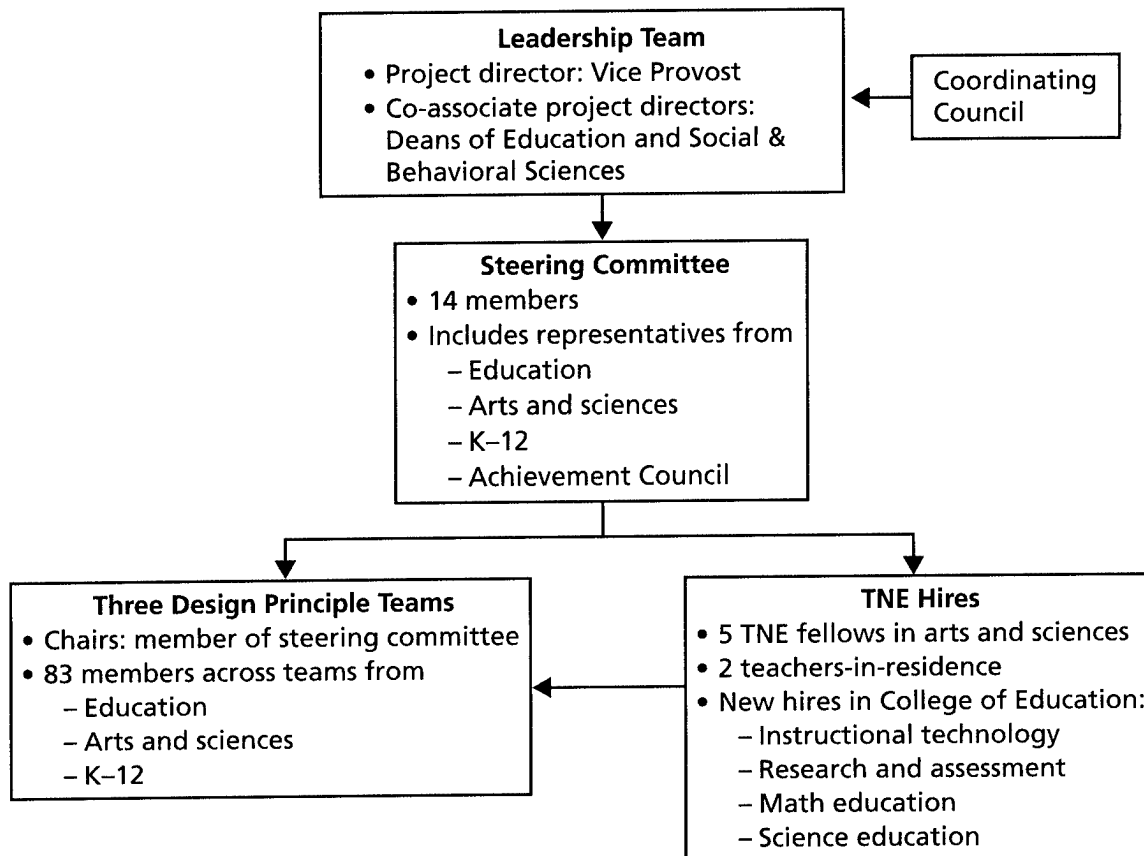 Leadership Team
• Project director: Vice Provost
• Co-associate project directors:
Deans of Education and Social &
Behavioral Sciences
Coordinating
Council
Steering Committee
• 14 members
• Includes representatives from
– Education
– Arts and sciences
– K–12
– Achievement Council
Three Design Principle Teams
• Chairs: member of steering committee
• 83 members across teams from
– Education
– Arts and sciences
– K–12
TNE Hires
• 5 TNE fellows in arts and sciences
• 2 teachers-in-residence
• New hires in College of Education:
– Instructional technology
– Research and assessment
– Math education
– Science education